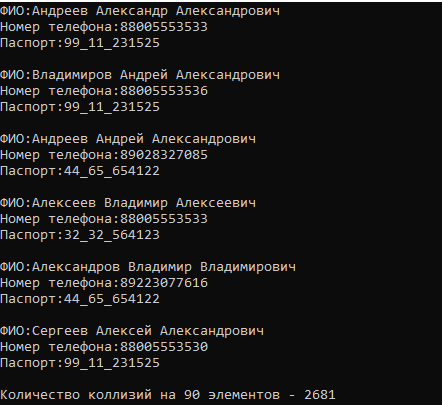 ФИО:Андреев Александр Александрович
Номер телефона:88005553533
Паспорт:99_11_231525
ФИО:Владимиров Андрей Александрович
Номер телефона:88005553536
Паспорт:99_11_231525
ФИО:Андреев Андрей Александрович
Номер телефона:89028327085
Паспорт:44_65_654122
ФИО:Алексеев Владимир Алексеевич
Номер телефона:88005553533
Паспорт:32_32_564123
ФИО:Александров Владимир Владимирович
Номер телефона:89223077616
Паспорт:44_65_654122
ФИО:Сергеев Алексей Александрович
Номер телефона:88005553530
Паспорт:99_11_231525
Количество коллизий на 90 элементов - 2681